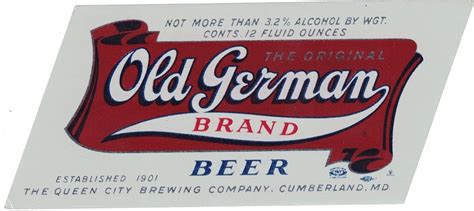 NOT MORE THAN 3.2% ALCOHOL BY WGT.
CONTS. 12 FLUID OUNCES
THE ORIGINAL
Old German
BRAND
BEER
ESTABLISHED 1901
THE QUEEN CITY BREWING COMPANY, CUMBERLAND, MD.